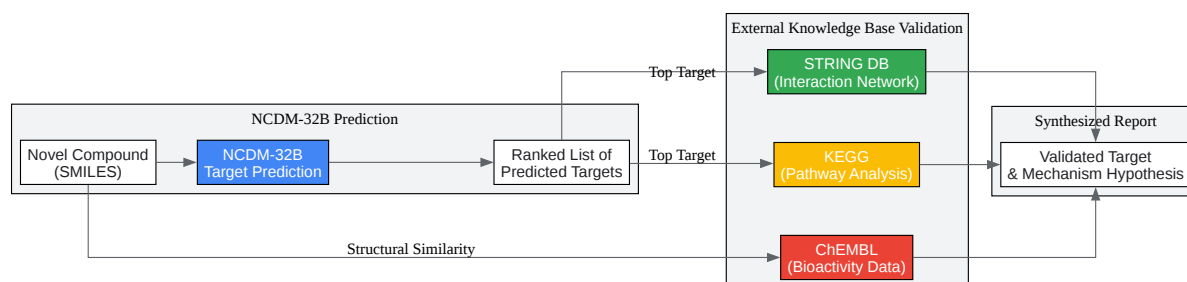 External Knowledge Base Validation
STRING DB
(Interaction Network)
Top Target
NCDM-32B Prediction
Synthesized Report
Novel Compound
(SMILES)
NCDM-32B
Target Prediction
Ranked List of
Predicted Targets
Top Target
KEGG
(Pathway Analysis)
Validated Target
& Mechanism Hypothesis
Structural Similarity
ChEMBL
(Bioactivity Data)